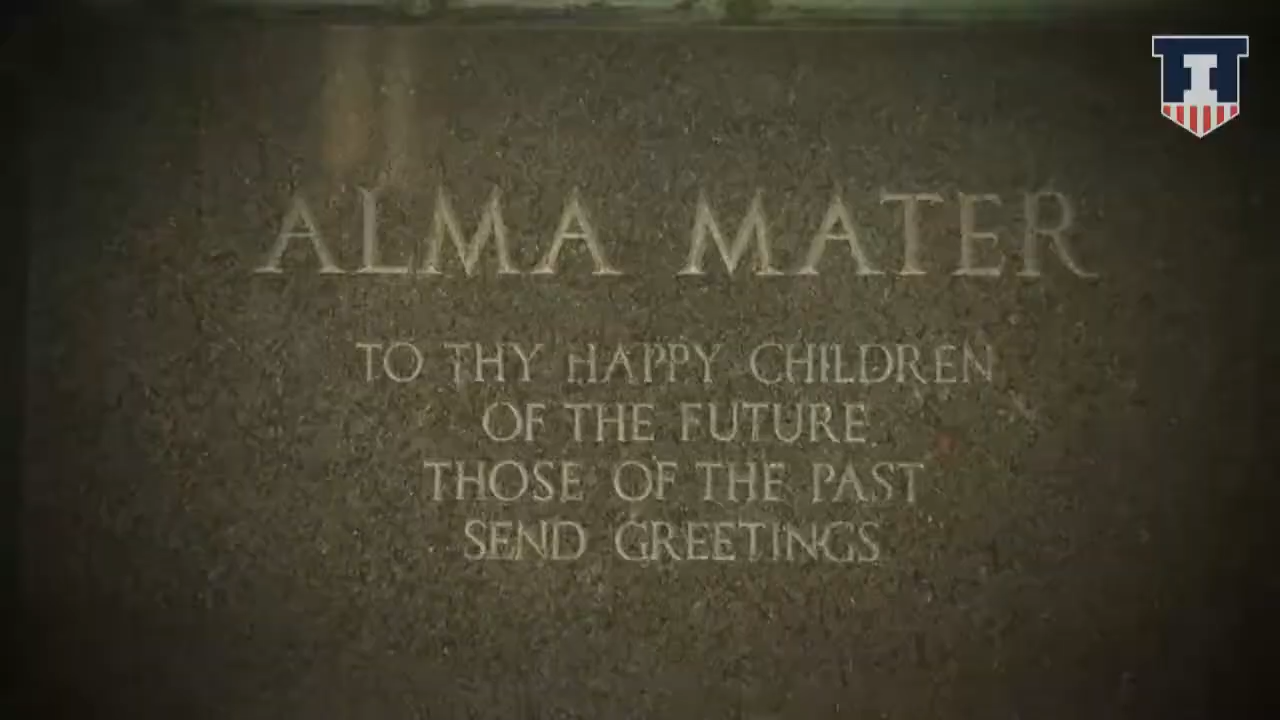 ALMA MATER
TO THY HAPPY CHILDREN
OF THE FUTURE
THOSE OF THE PAST
SEND GREETINGS
I